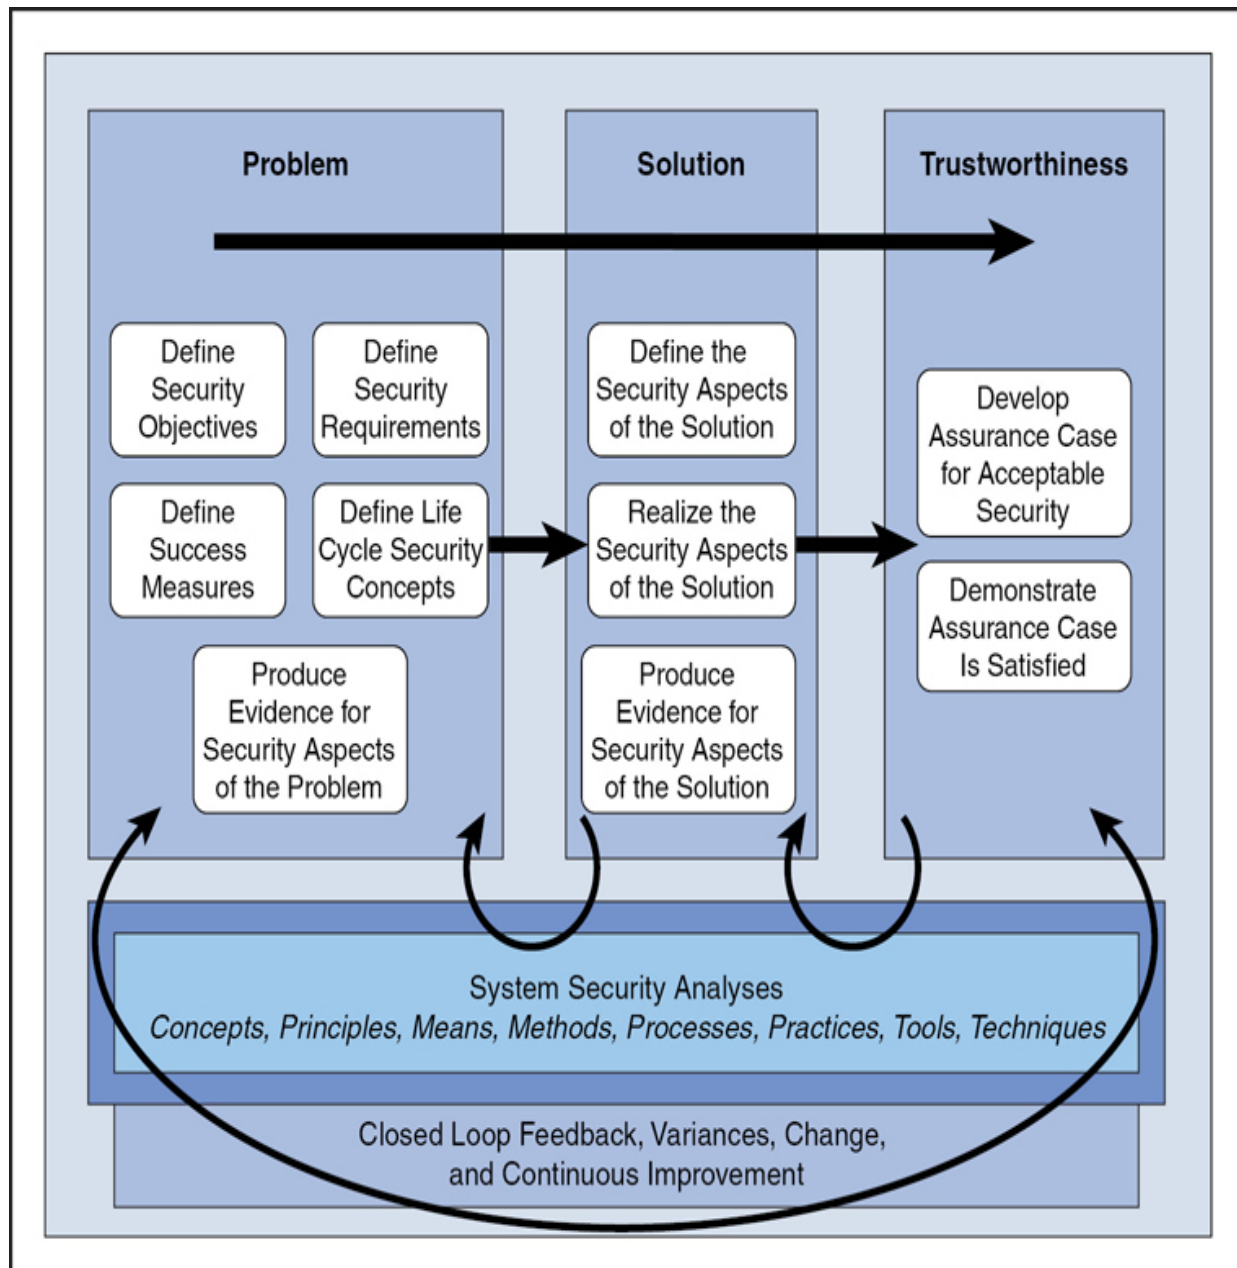 Problem
Solution
Trustworthiness
Define
Security
Objectives
Define
Security
Requirements
Define
Success
Measures
Define Life
Cycle Security
Concepts
Produce
Evidence for
Security Aspects
of the Problem
Define the
Security Aspects
of the Solution
Realize the
Security Aspects
of the Solution
Produce
Evidence for
Security Aspects
of the Solution
Develop
Assurance Case
for Acceptable
Security
Demonstrate
Assurance Case
Is Satisfied
System Security Analyses
Concepts, Principles, Means, Methods, Processes, Practices, Tools, Techniques
Closed Loop Feedback, Variances, Change,
and Continuous Improvement